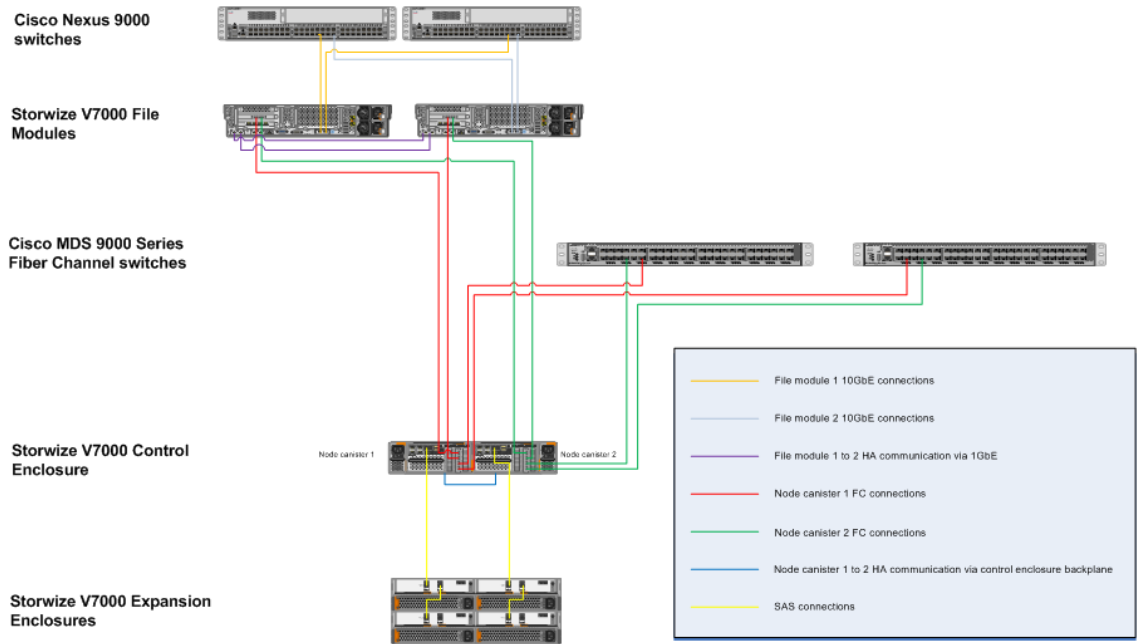 Cisco Nexus 9000
switches
Storwize V7000 File
Modules
Cisco MDS 9000 Series
Fiber Channel switches
Storwize V7000 Control
Enclosure
Node canister 1
Node canister 2
Storwize V7000 Expansion
Enclosures
File module 1 10GbE connections
File module 2 10GbE connections
File module 1 to 2 HA communication via 1GbE
Node canister 1 FC connections
Node canister 2 FC connections
Node canister 1 to 2 HA communication via control enclosure backplane
SAS connections